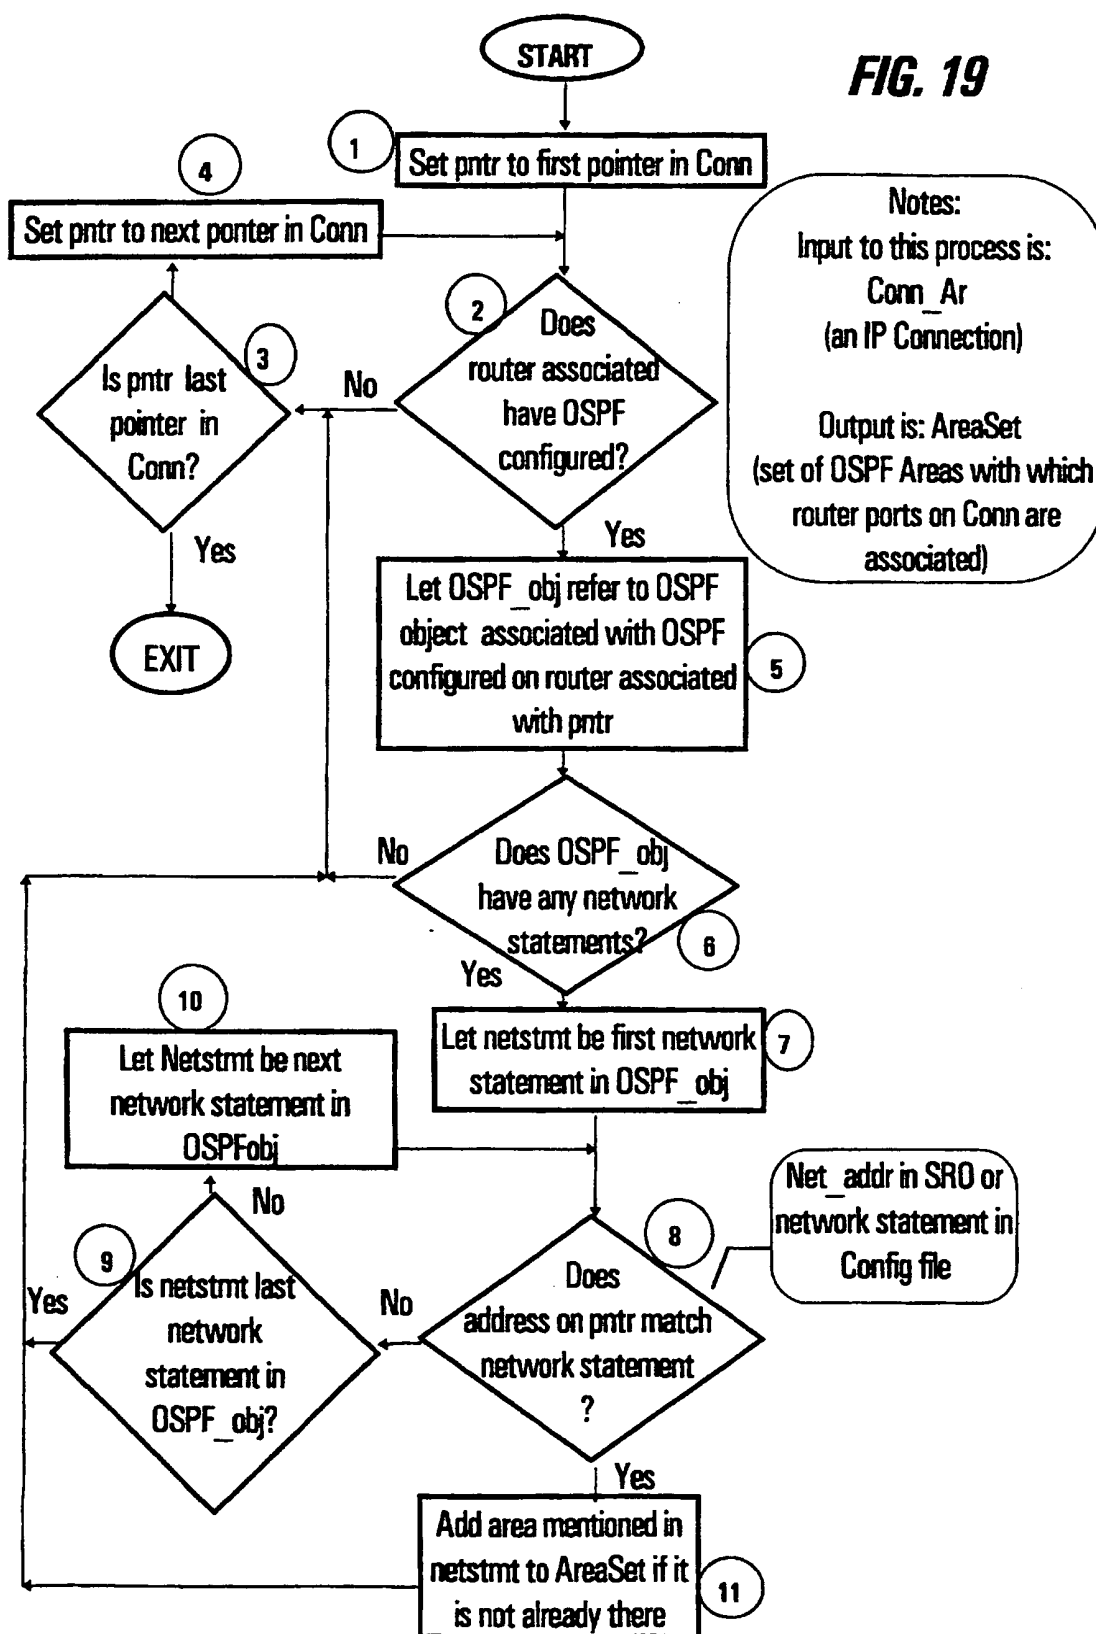 START
FIG. 19
1
Set pntr to first pointer in Conn
4
Set pntr to next ponter in Conn
Notes:
Input to this process is:
Conn_Ar
(an IP Connection)
Output is: AreaSet
(set of OSPF Areas with which
router ports on Conn are
associated)
2
Does
router associated
have OSPF
configured?
No
3
Is pntr last
pointer in
Conn?
Yes
EXIT
Yes
Let OSPF_obj refer to OSPF
object associated with OSPF
configured on router associated
with pntr
5
No
Does OSPF_obj
have any network
statements?
6
Yes
7
Let netstmt be first network
statement in OSPF_obj
10
Let Netstmt be next
network statement in
OSPFobj
No
Net_addr in SRO or
network statement in
Config file
8
Does
address on pntr match
network statement
?
No
9
Is netstmt last
network
statement in
OSPF_obj?
Yes
Yes
Add area mentioned in
netstmt to AreaSet if it
is not already there
11